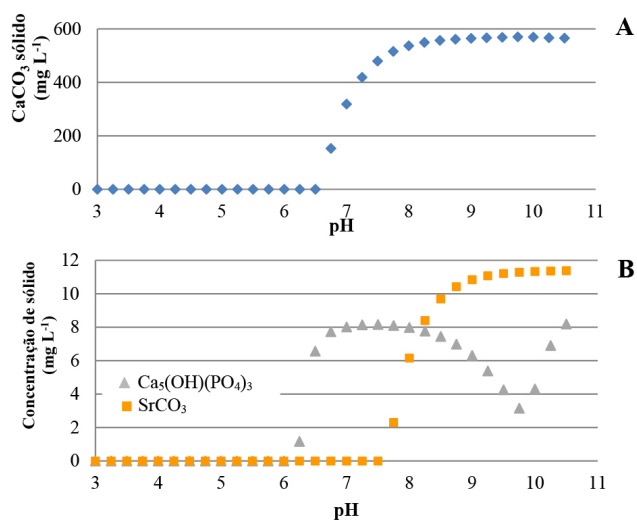 A
CaCO₃ sólido
(mg L⁻¹)
600
400
200
0
3 4 5 6 7 8 9 10 11
pH
B
Concentração de sólido
(mg L⁻¹)
12
10
8
6
4
2
0
Ca₅(OH)(PO₄)₃
SrCO₃
3 4 5 6 7 8 9 10 11
pH